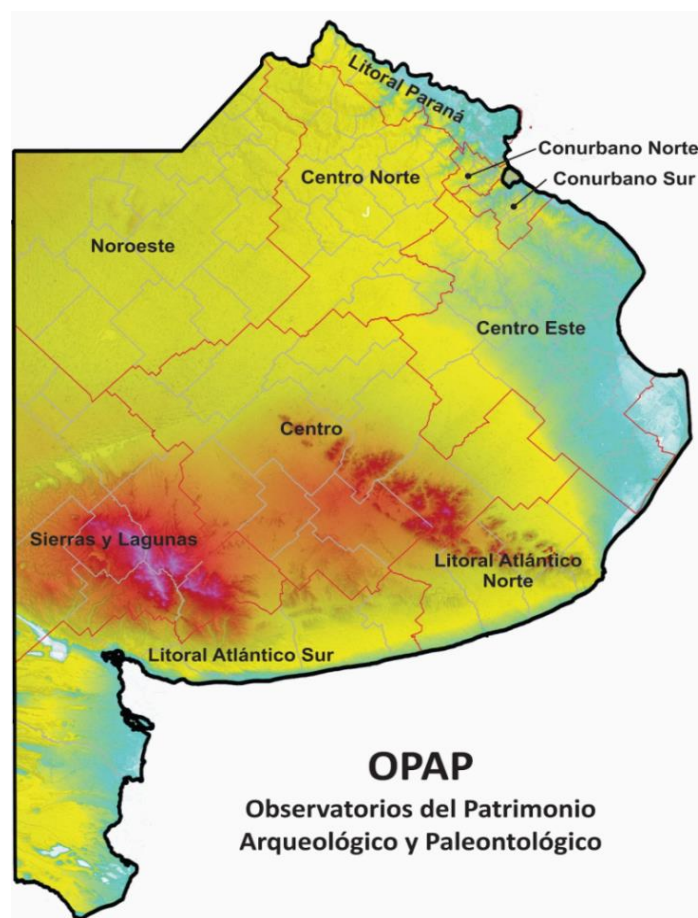 Litoral Paraná
Conurbano Norte
Centro Norte
Conurbano Sur
J
Noroeste
Centro Este
Centro
Sierras y Lagunas
Litoral Atlántico
Norte
Litoral Atlántico Sur
OPAP
Observatorios del Patrimonio
Arqueológico y Paleontológico